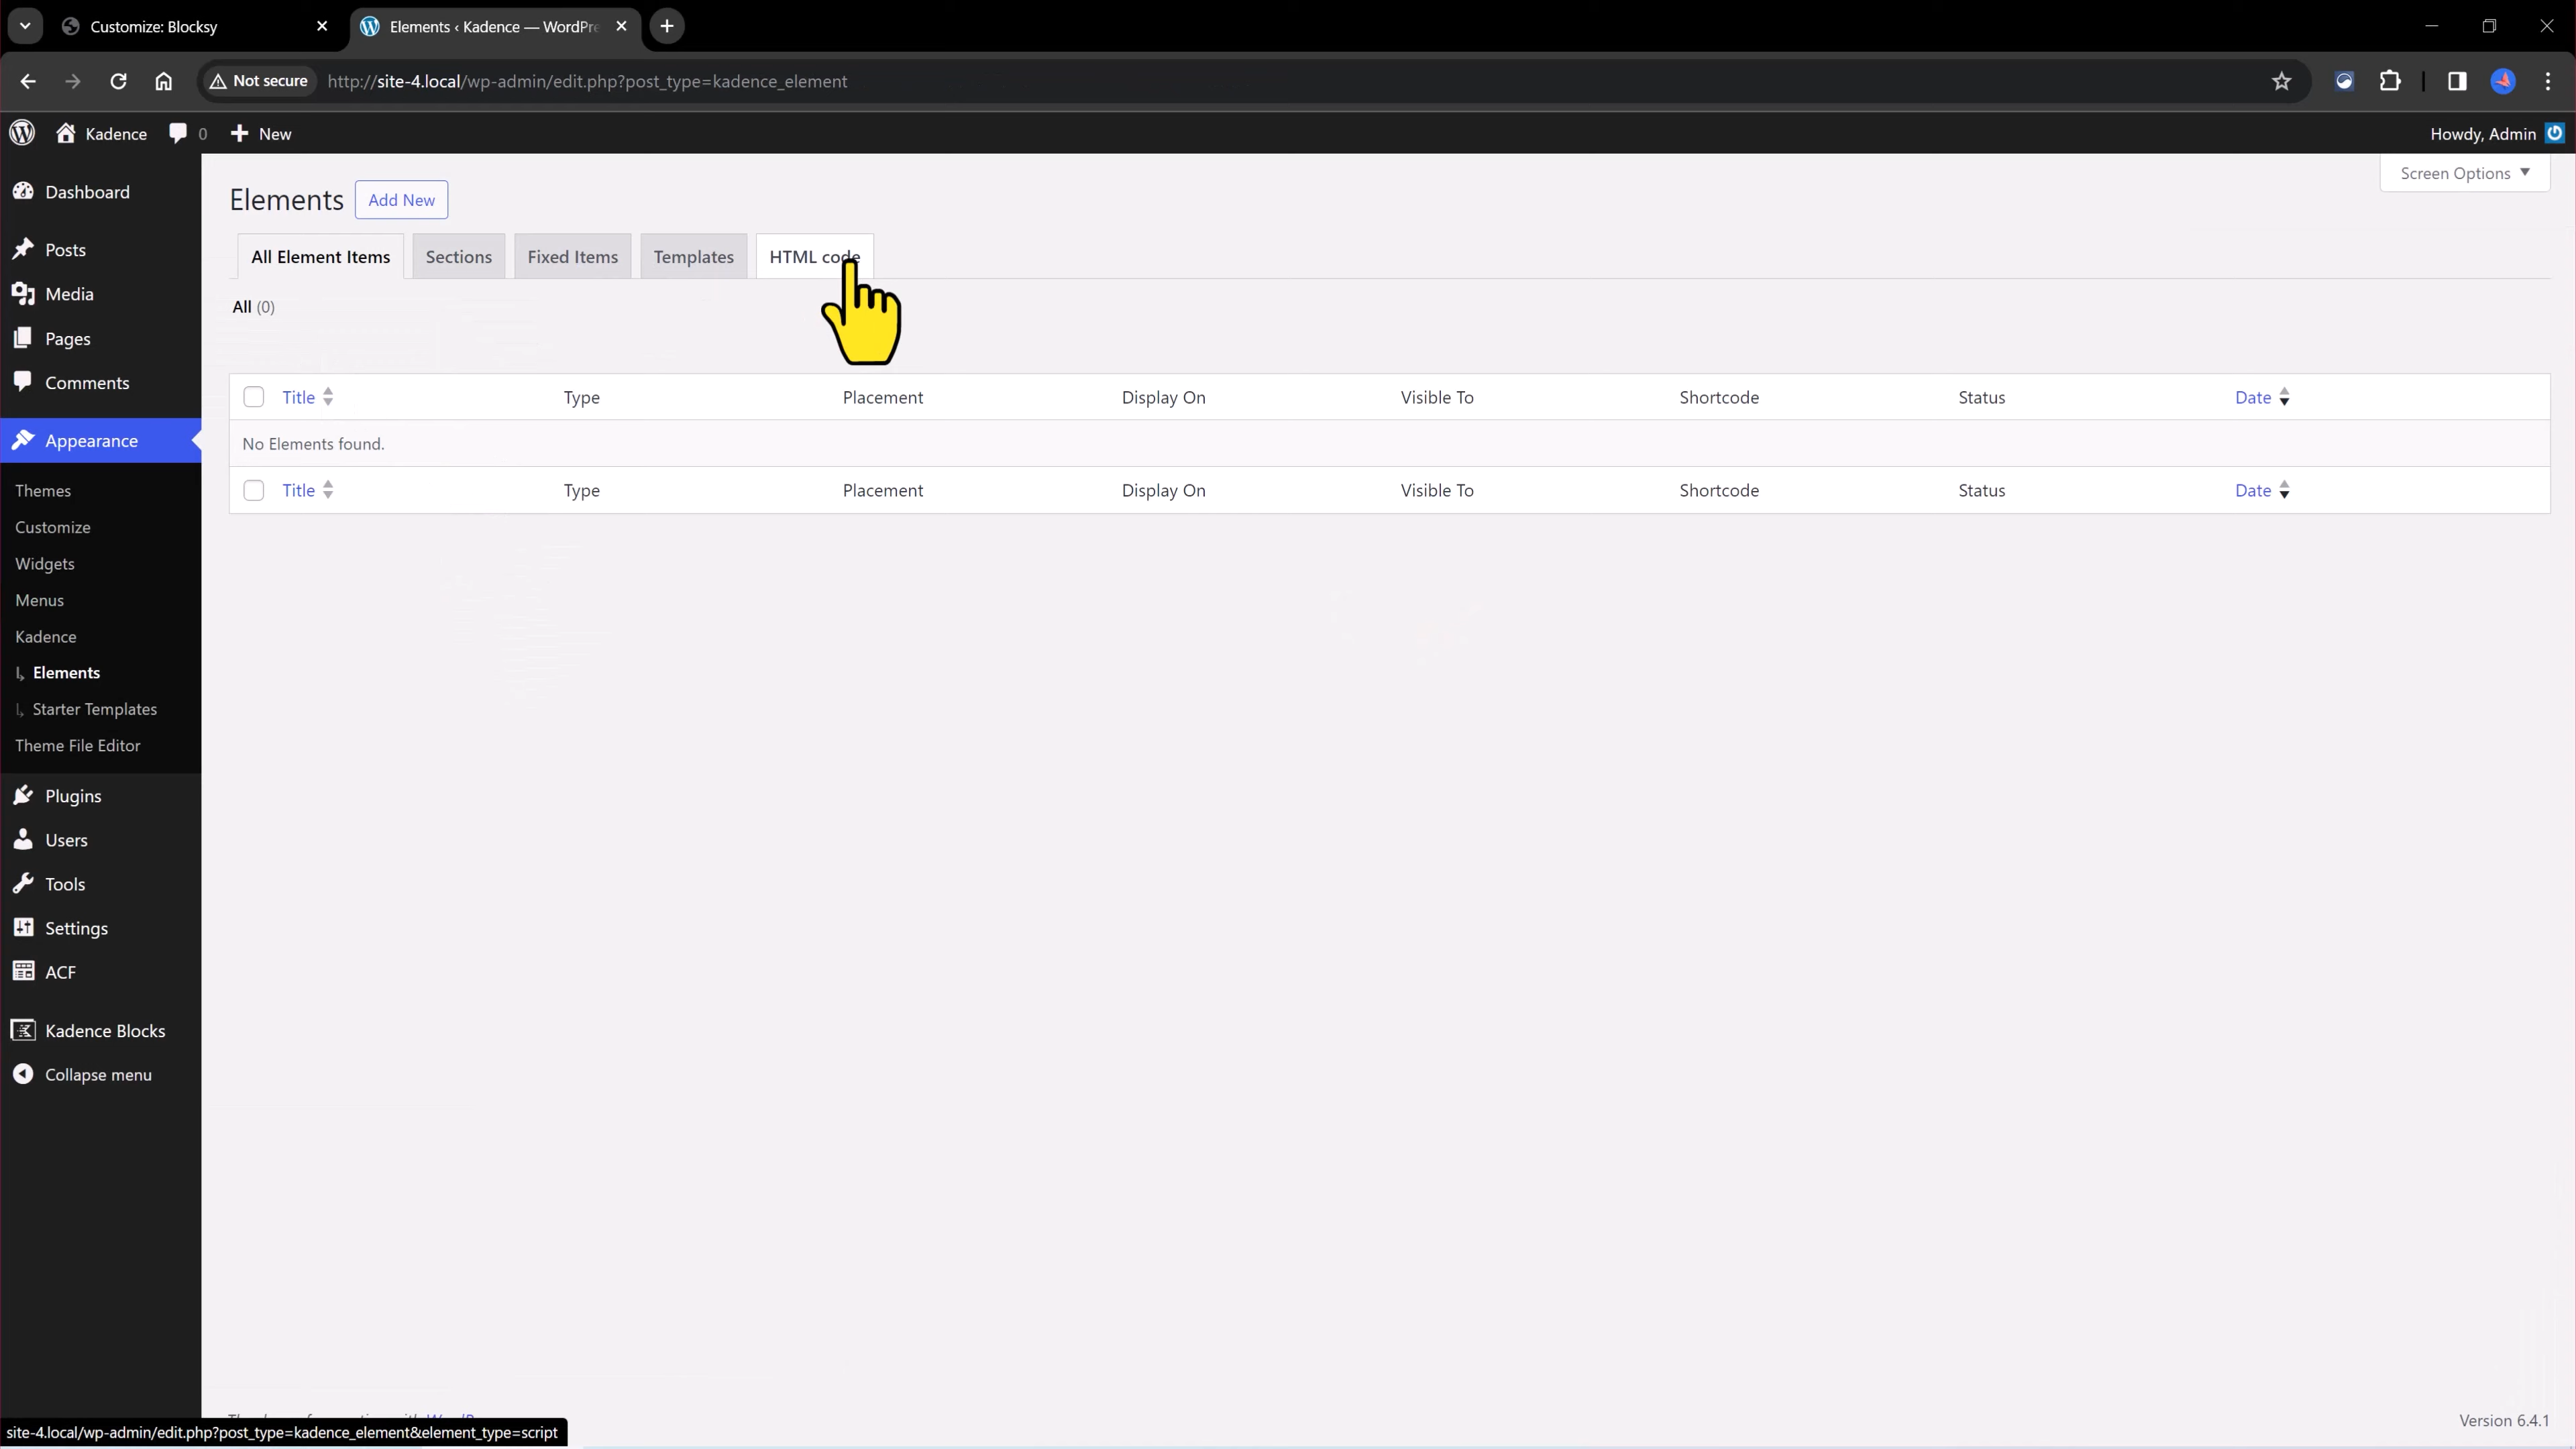 Customize: Blocksy
Elements ‹ Kadence — WordPre
Not secure
http://site-4.local/wp-admin/edit.php?post_type=kadence_element
Kadence
0
New
Howdy, Admin
Screen Options
Dashboard
Posts
Media
Pages
Comments
Appearance
Themes
Customize
Widgets
Menus
Kadence
Elements
Starter Templates
Theme File Editor
Plugins
Users
Tools
Settings
ACF
Kadence Blocks
Collapse menu
Elements
Add New
All Element Items
Sections
Fixed Items
Templates
HTML code
All (0)
Title Type Placement Display On Visible To Shortcode Status Date
No Elements found.
Title Type Placement Display On Visible To Shortcode Status Date
Version 6.4.1
site-4.local/wp-admin/edit.php?post_type=kadence_element&element_type=script